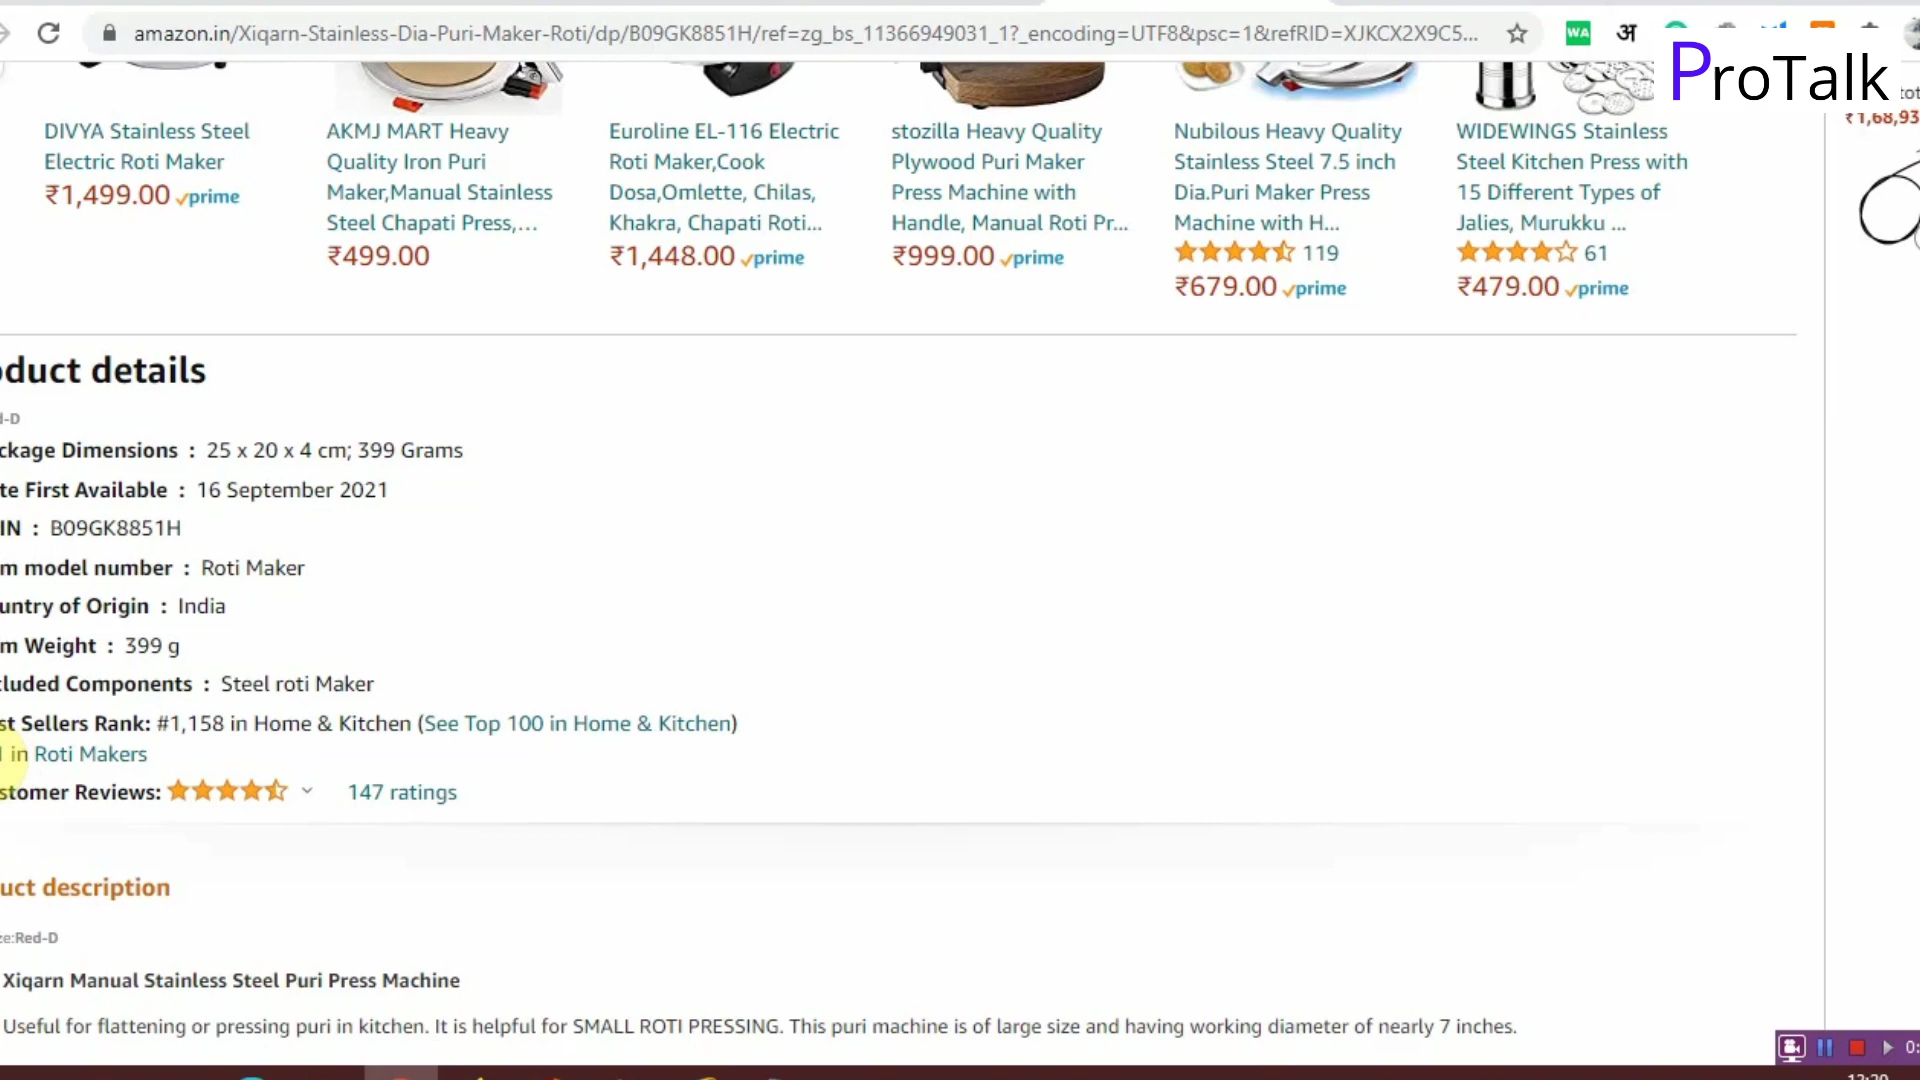 amazon.in/Xiqarn-Stainless-Dia-Puri-Maker-Roti/dp/B09GK8851H/ref=zg_bs_11366949031_1?_encoding=UTF8&psc=1&refRID=XJKCX2X9C5...
WA
अ
ProTalk
tot
₹1,68,93
DIVYA Stainless Steel
Electric Roti Maker
₹1,499.00 prime
AKMJ MART Heavy
Quality Iron Puri
Maker,Manual Stainless
Steel Chapati Press,...
₹499.00
Euroline EL-116 Electric
Roti Maker,Cook
Dosa,Omlette, Chilas,
Khakra, Chapati Roti...
₹1,448.00 prime
stozilla Heavy Quality
Plywood Puri Maker
Press Machine with
Handle, Manual Roti Pr...
₹999.00 prime
Nubilous Heavy Quality
Stainless Steel 7.5 inch
Dia.Puri Maker Press
Machine with H...
119
₹679.00 prime
WIDEWINGS Stainless
Steel Kitchen Press with
15 Different Types of
Jalies, Murukku ...
61
₹479.00 prime
duct details
-D
ckage Dimensions : 25 x 20 x 4 cm; 399 Grams
te First Available : 16 September 2021
IN : B09GK8851H
m model number : Roti Maker
untry of Origin : India
m Weight : 399 g
cluded Components : Steel roti Maker
st Sellers Rank: #1,158 in Home & Kitchen (See Top 100 in Home & Kitchen)
in Roti Makers
stomer Reviews: 147 ratings
uct description
ze:Red-D
Xiqarn Manual Stainless Steel Puri Press Machine
Useful for flattening or pressing puri in kitchen. It is helpful for SMALL ROTI PRESSING. This puri machine is of large size and having working diameter of nearly 7 inches.
0: